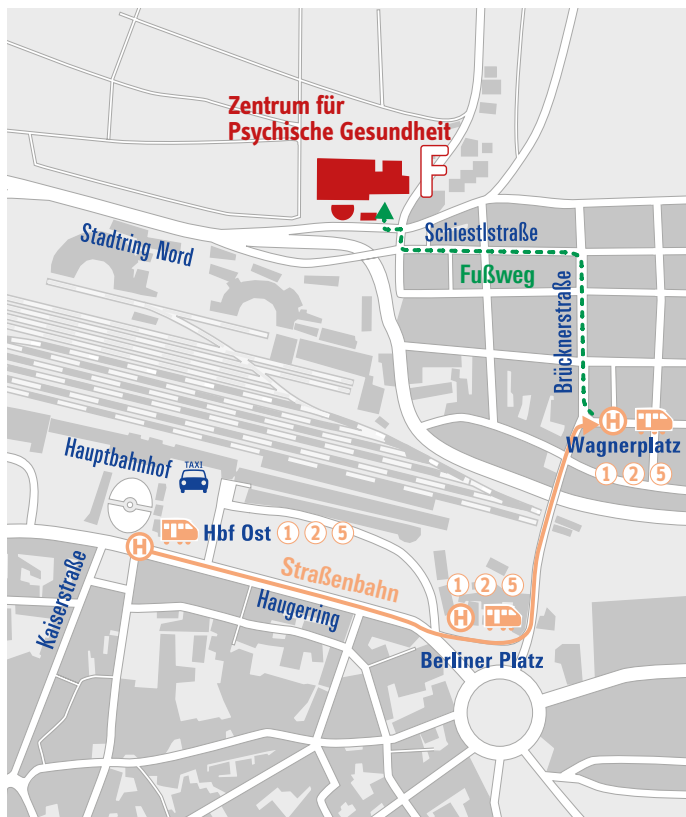 Zentrum für
Psychische Gesundheit
F
Stadtring Nord
Schiestlstraße
Fußweg
Brücknerstraße
H
Wagnerplatz
1 2 5
Hauptbahnhof
TAXI
Hbf Ost 1 2 5
H
Straßenbahn
Kaiserstraße
Haugerring
1 2 5
H
Berliner Platz